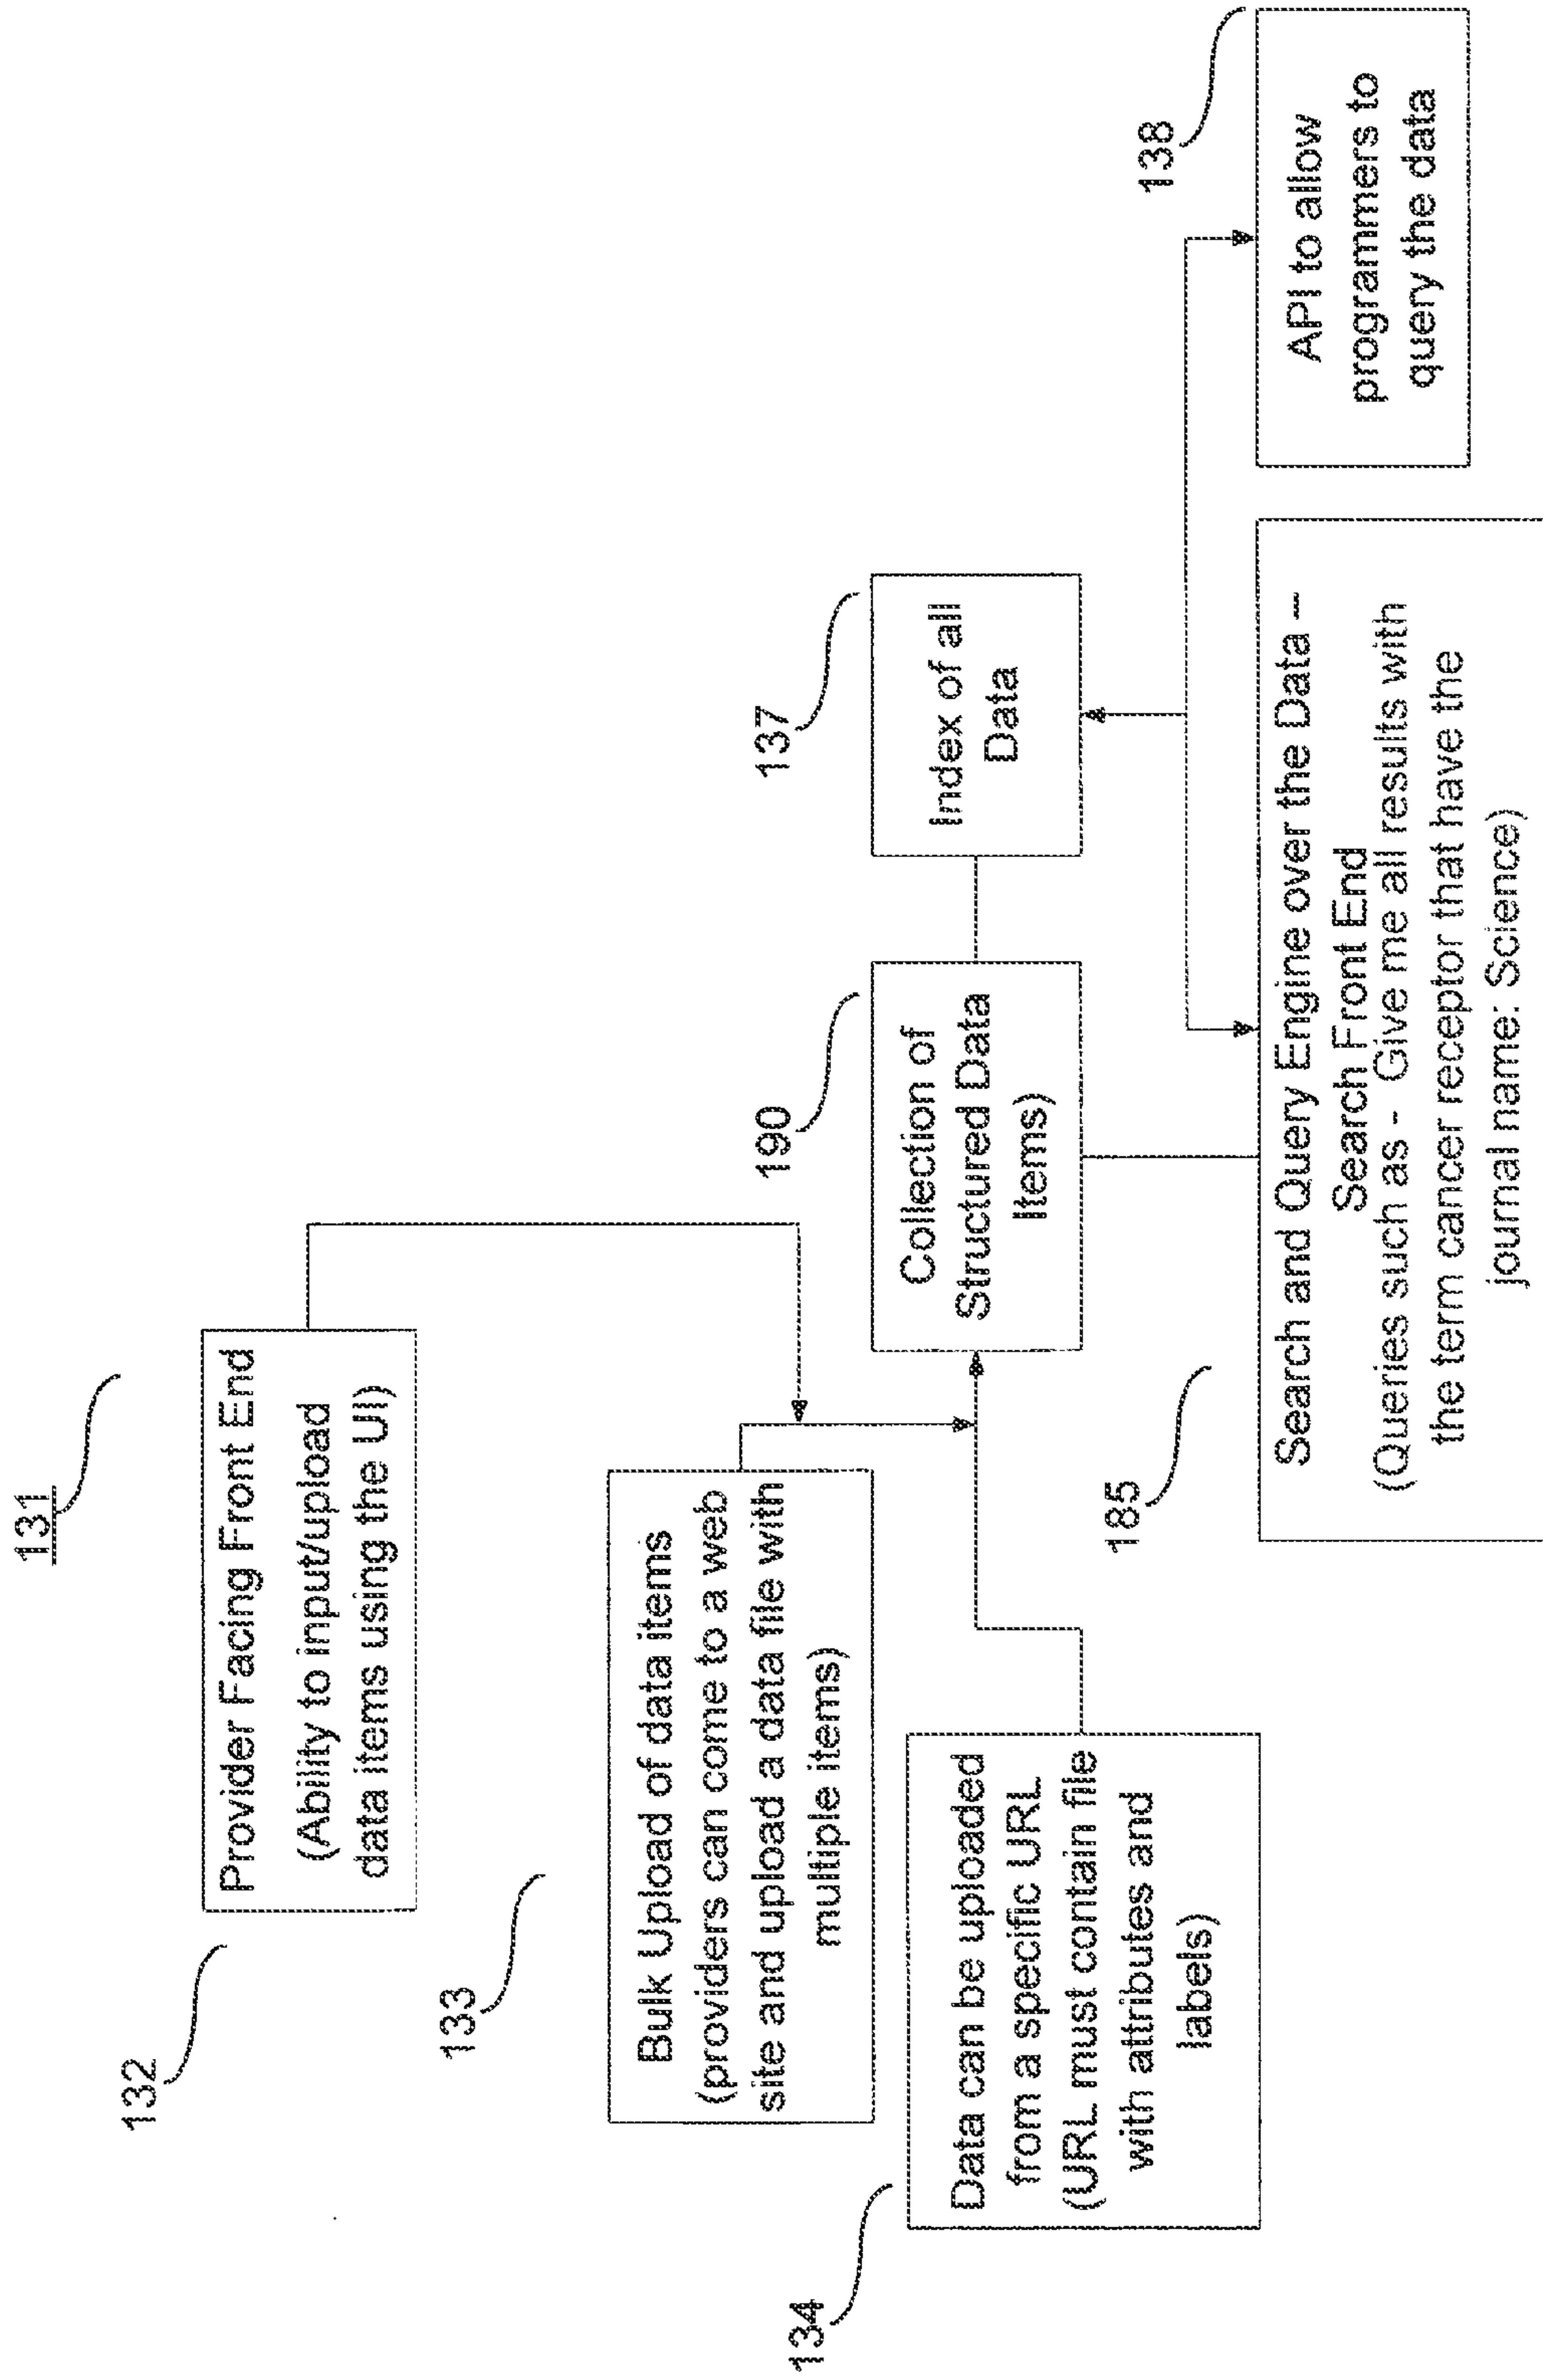 131
132
Provider Facing Front End
(Ability to input/upload
data items using the UI)
133
Bulk Upload of data items
(providers can come to a web
site and upload a data file with
multiple items)
134
Data can be uploaded
from a specific URL
(URL must contain file
with attributes and
labels)
190
Collection of
Structured Data
Items)
137
Index of all
Data
138
API to allow
programmers to
query the data
185
Search and Query Engine over the Data –
Search Front End
(Queries such as - Give me all results with
the term cancer receptor that have the
journal name: Science)